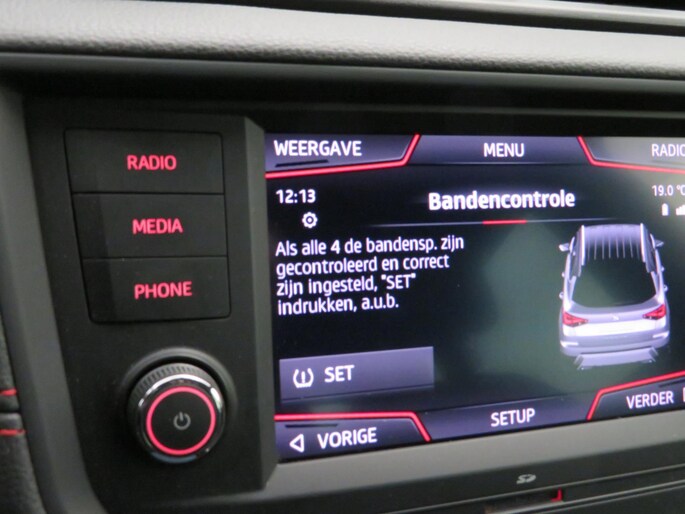 RADIO
MEDIA
PHONE
WEERGAVE
MENU
RADIO
12:13
Bandencontrole
19.0 °C
Als alle 4 de bandensp. zijn
gecontroleerd en correct
zijn ingesteld, "SET"
indrukken, a.u.b.
SET
VORIGE
SETUP
VERDER
SD